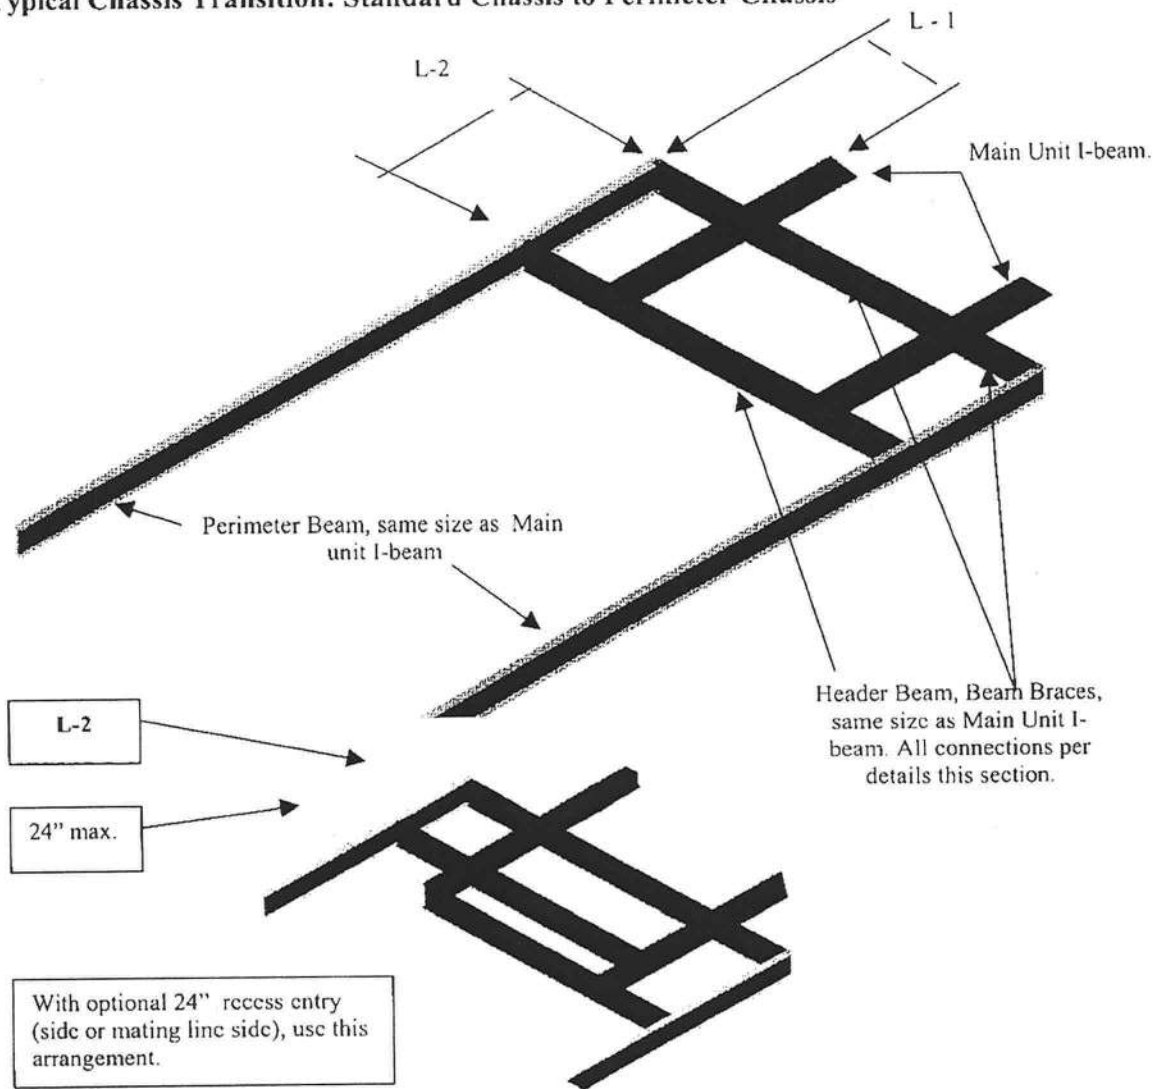 ypical Chassis Transition: Standard Chassis to Perimeter Chassis
L - 1
L-2
Main Unit I-beam.
Perimeter Beam, same size as Main
unit I-beam
Header Beam, Beam Braces,
same size as Main Unit I-
beam. All connections per
details this section.
L-2
24” max.
With optional 24” recess entry
(side or mating line side), use this
arrangement.